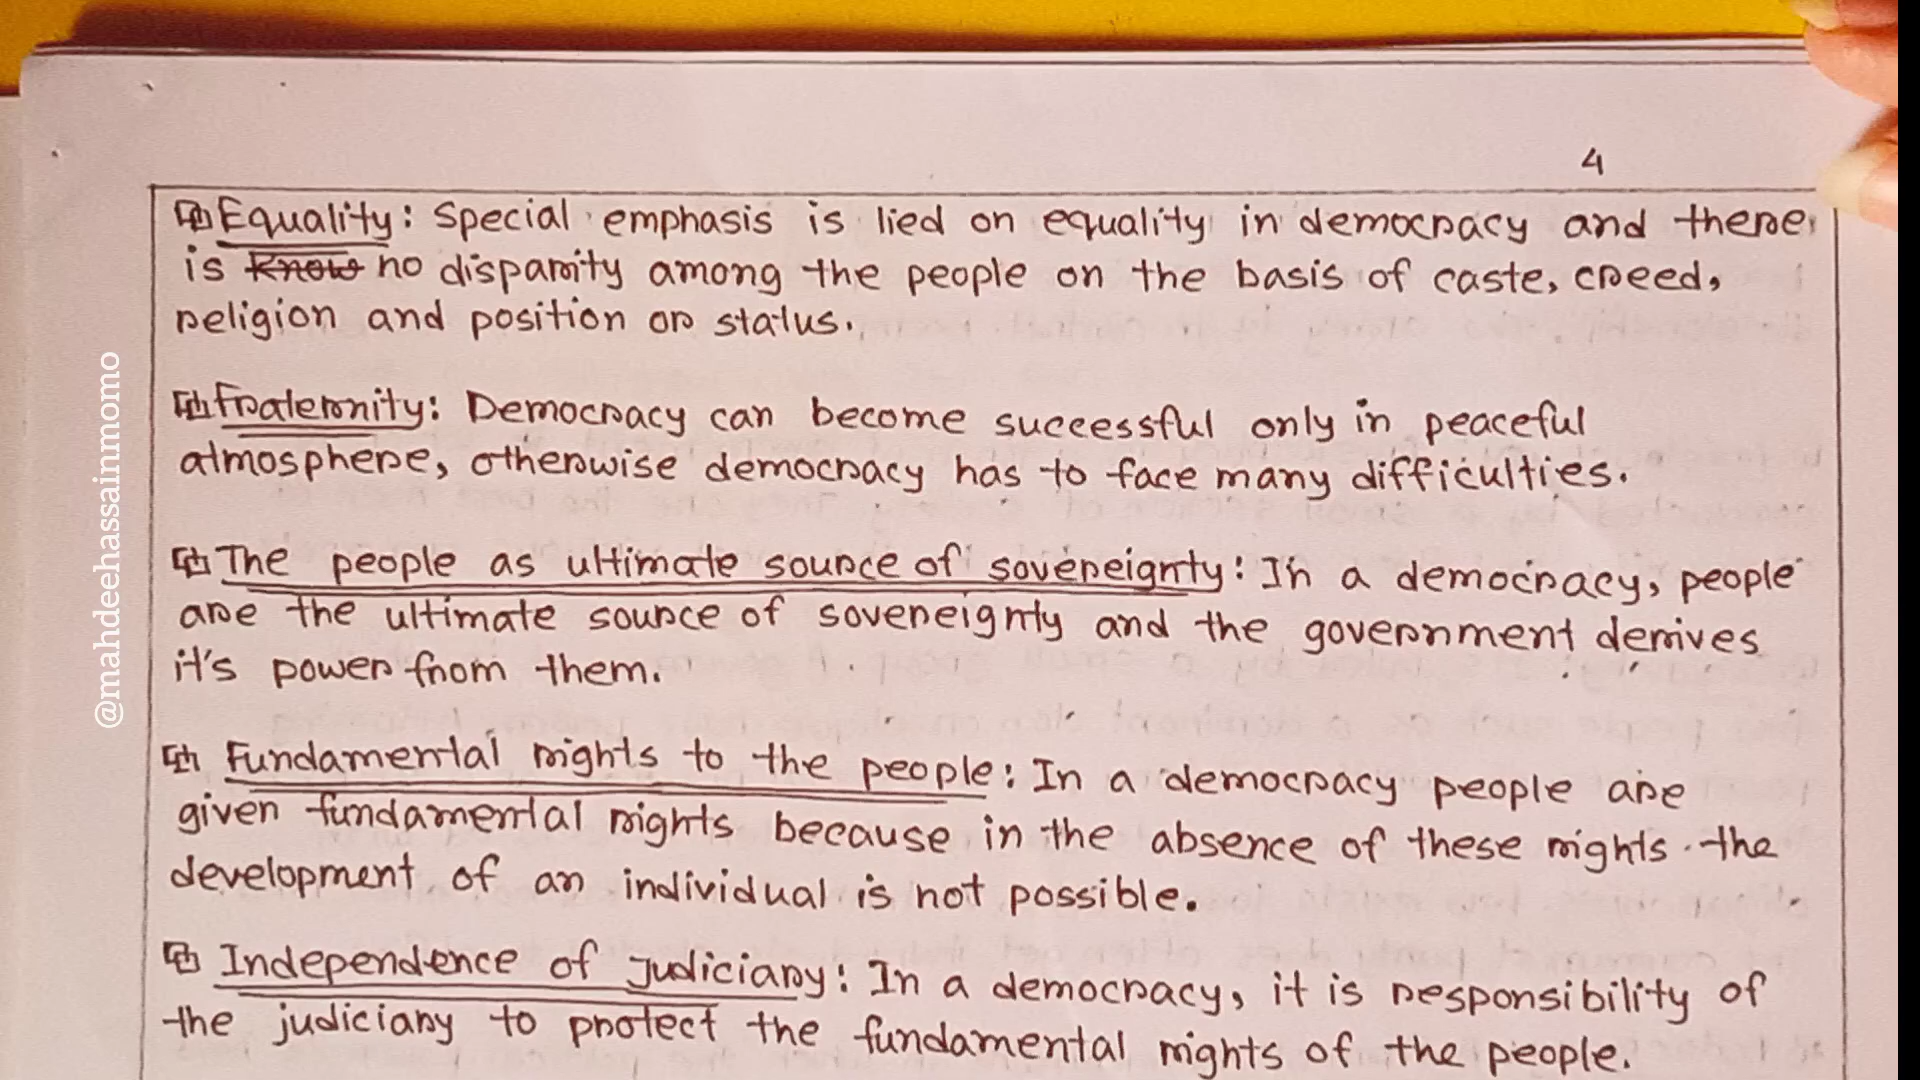 4
Equality: Special emphasis is lied on equality in democracy and there
is know no disparity among the people on the basis of caste, creed,
religion and position or status.
Fraternity: Democracy can become successful only in peaceful
atmosphere, otherwise democracy has to face many difficulties.
The people as ultimate source of sovereignty: In a democracy, people
are the ultimate source of sovereignty and the government derives
it's power from them.
Fundamental rights to the people: In a democracy people are
given fundamental rights because in the absence of these rights the
development of an individual is not possible.
Independence of judiciary: In a democracy, it is responsibility of
the judiciary to protect the fundamental rights of the people.
@mahdeehassainmomo